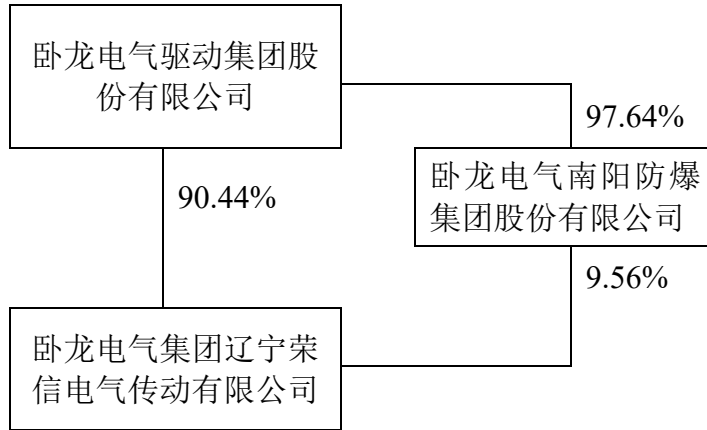 卧龙电气驱动集团股
份有限公司
97.64%
90.44%
卧龙电气南阳防爆
集团股份有限公司
9.56%
卧龙电气集团辽宁荣
信电气传动有限公司